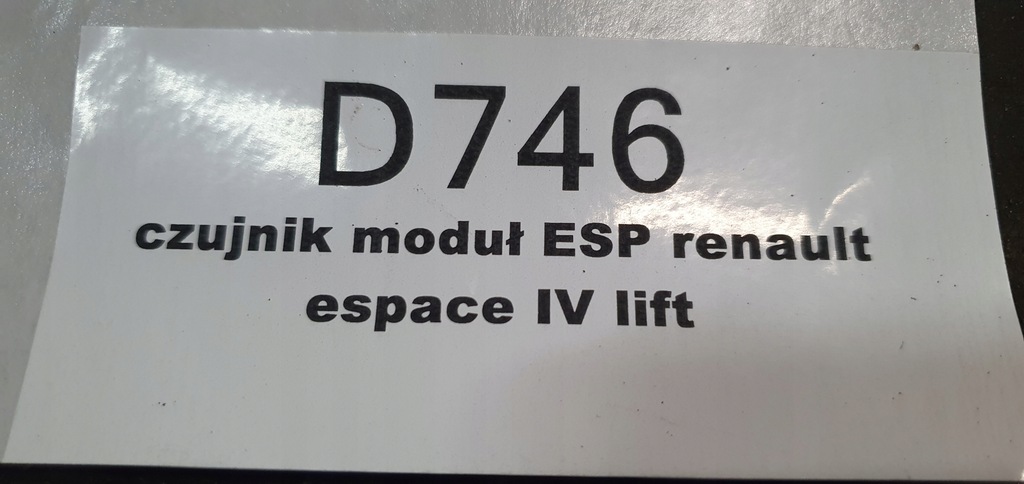 D746
czujnik moduł ESP renault
espace IV lift